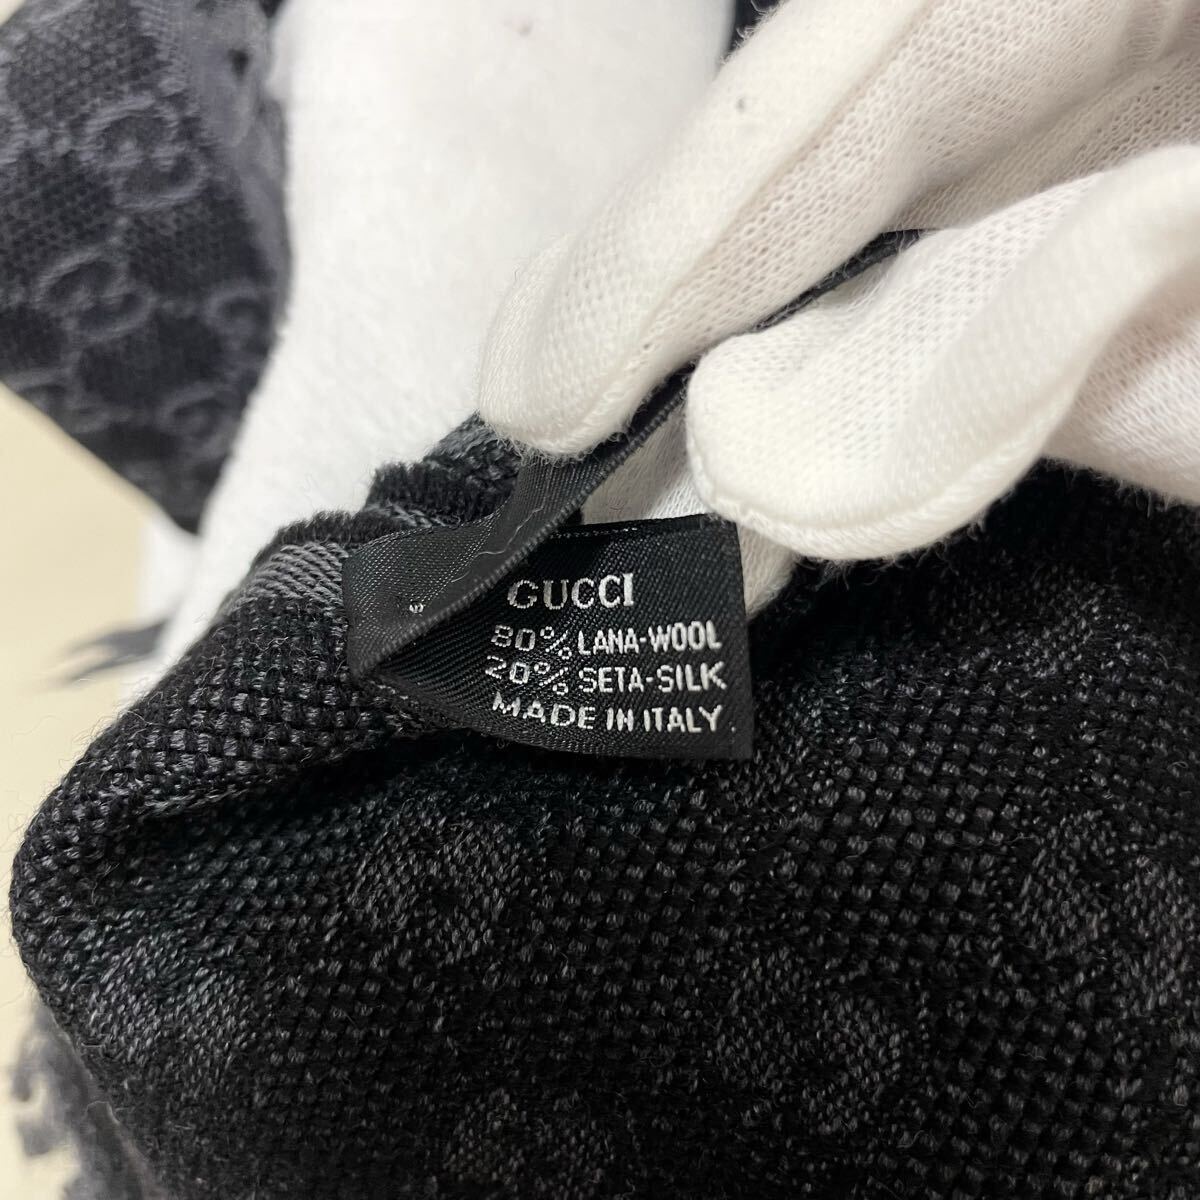 GUCCI
80% LANA-WOOL
20% SETA-SILK
MADE IN ITALY